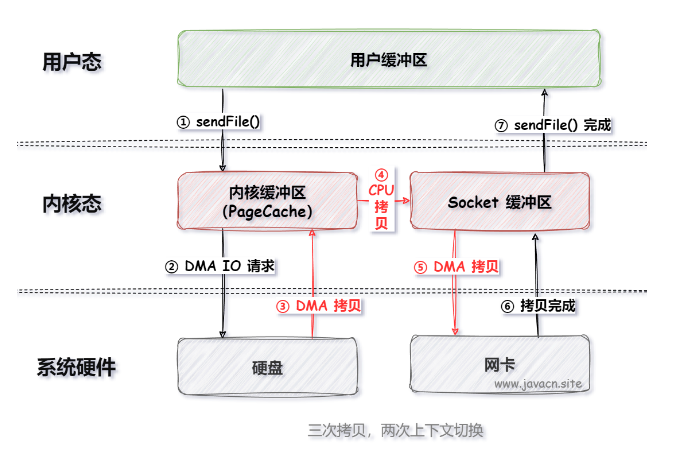 用户态
用户缓冲区
① sendFile()
⑦ sendFile() 完成
内核态
内核缓冲区
(PageCache)
④
CPU
拷
贝
Socket 缓冲区
② DMA IO 请求
③ DMA 拷贝
⑤ DMA 拷贝
⑥ 拷贝完成
系统硬件
硬盘
网卡
www.javacn.site
三次拷贝，两次上下文切换